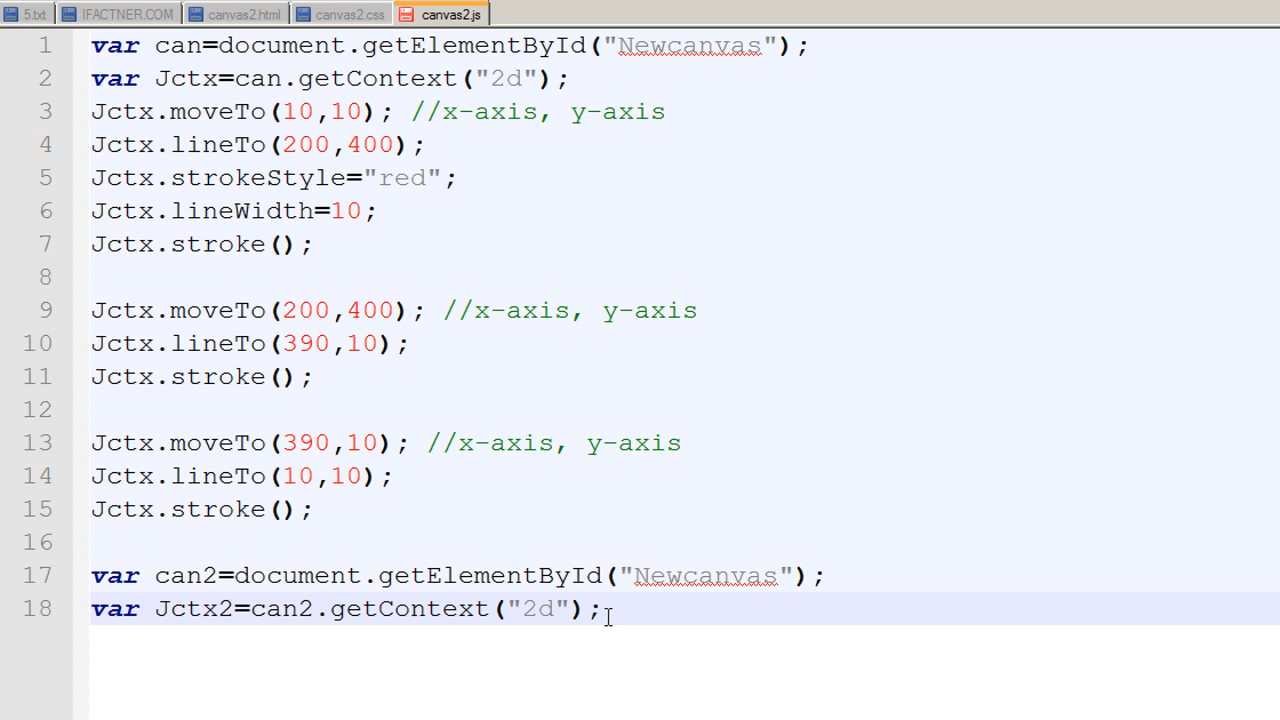 5.txt IFACTNER.COM canvas2.html canvas2.css canvas2.js
1 var can=document.getElementById("Newcanvas");
2 var Jctx=can.getContext("2d");
3 Jctx.moveTo(10,10); //x-axis, y-axis
4 Jctx.lineTo(200,400);
5 Jctx.strokeStyle="red";
6 Jctx.lineWidth=10;
7 Jctx.stroke();
8
9 Jctx.moveTo(200,400); //x-axis, y-axis
10 Jctx.lineTo(390,10);
11 Jctx.stroke();
12
13 Jctx.moveTo(390,10); //x-axis, y-axis
14 Jctx.lineTo(10,10);
15 Jctx.stroke();
16
17 var can2=document.getElementById("Newcanvas");
18 var Jctx2=can2.getContext("2d");